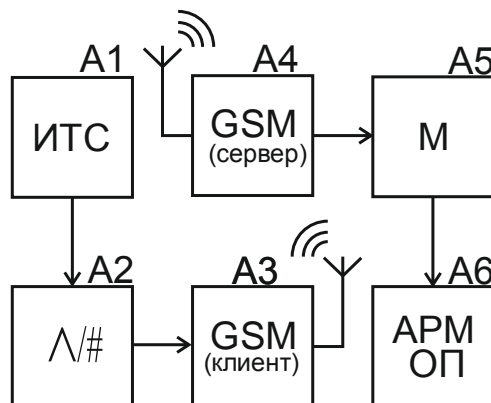 A1
ИТС
A4
GSM
(сервер)
A5
М
A2
Λ/#
A3
GSM
(клиент)
A6
АРМ
ОП